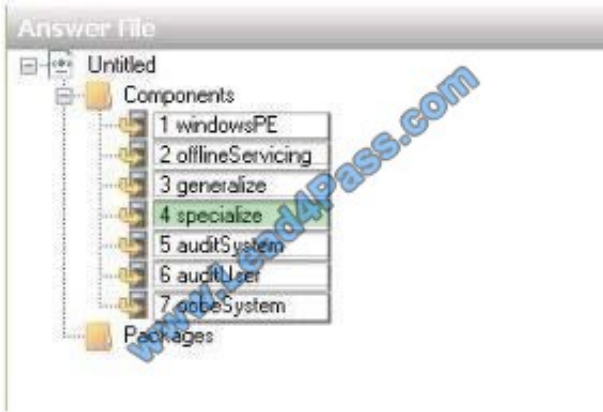 Answer File
Untitled
Components
1 windowsPE
2 offlineServicing
3 generalize
4 specialize
5 auditSystem
6 auditUser
7 oobeSystem
Packages
www.Lead4Pass.com